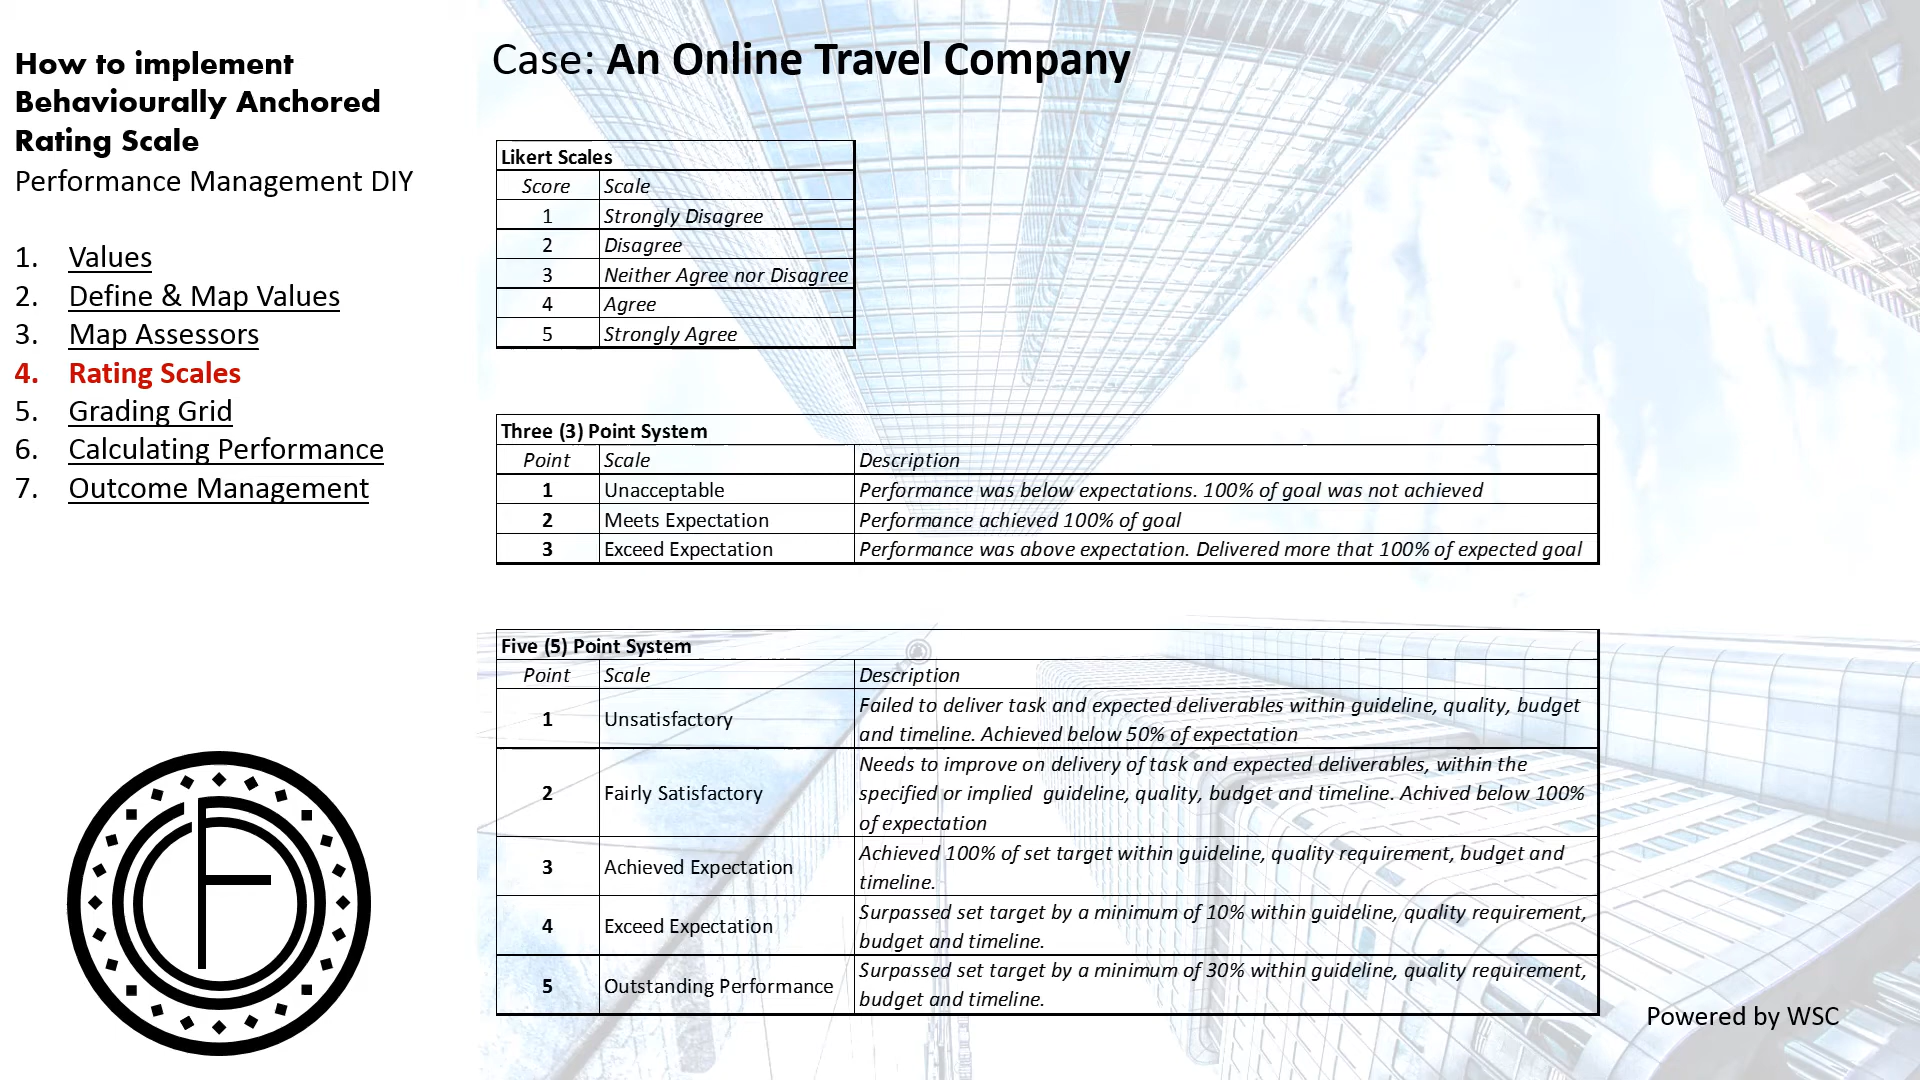 How to implement
Behaviourally Anchored
Rating Scale
Performance Management DIY
1. Values
2. Define & Map Values
3. Map Assessors
4. Rating Scales
5. Grading Grid
6. Calculating Performance
7. Outcome Management
Case: An Online Travel Company
Likert Scales
Score Scale
1 Strongly Disagree
2 Disagree
3 Neither Agree nor Disagree
4 Agree
5 Strongly Agree
Three (3) Point System
Point Scale Description
1 Unacceptable Performance was below expectations. 100% of goal was not achieved
2 Meets Expectation Performance achieved 100% of goal
3 Exceed Expectation Performance was above expectation. Delivered more that 100% of expected goal
Five (5) Point System
Point Scale Description
1 Unsatisfactory Failed to deliver task and expected deliverables within guideline, quality, budget
and timeline. Achieved below 50% of expectation
2 Fairly Satisfactory Needs to improve on delivery of task and expected deliverables, within the
specified or implied guideline, quality, budget and timeline. Achived below 100%
of expectation
3 Achieved Expectation Achieved 100% of set target within guideline, quality requirement, budget and
timeline.
4 Exceed Expectation Surpassed set target by a minimum of 10% within guideline, quality requirement,
budget and timeline.
5 Outstanding Performance Surpassed set target by a minimum of 30% within guideline, quality requirement,
budget and timeline.
Powered by WSC